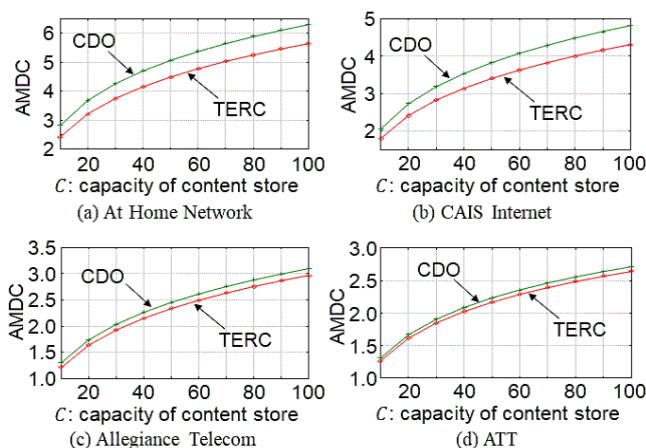 6
5
4
3
2
AMDC
CDO
TERC
20 40 60 80 100
C: capacity of content store
(a) At Home Network
5
4
3
2
AMDC
CDO
TERC
20 40 60 80 100
C: capacity of content store
(b) CAIS Internet
3.5
3.0
2.5
2.0
1.5
1.0
AMDC
CDO
TERC
20 40 60 80 100
C: capacity of content store
(c) Allegiance Telecom
3.0
2.5
2.0
1.5
1.0
AMDC
CDO
TERC
20 40 60 80 100
C: capacity of content store
(d) ATT